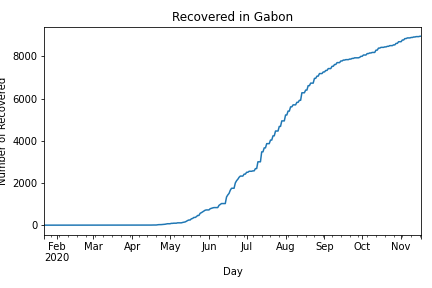 Recovered in Gabon
Number of Recovered
8000
6000
4000
2000
0
Feb Mar Apr May Jun Jul Aug Sep Oct Nov
2020
Day